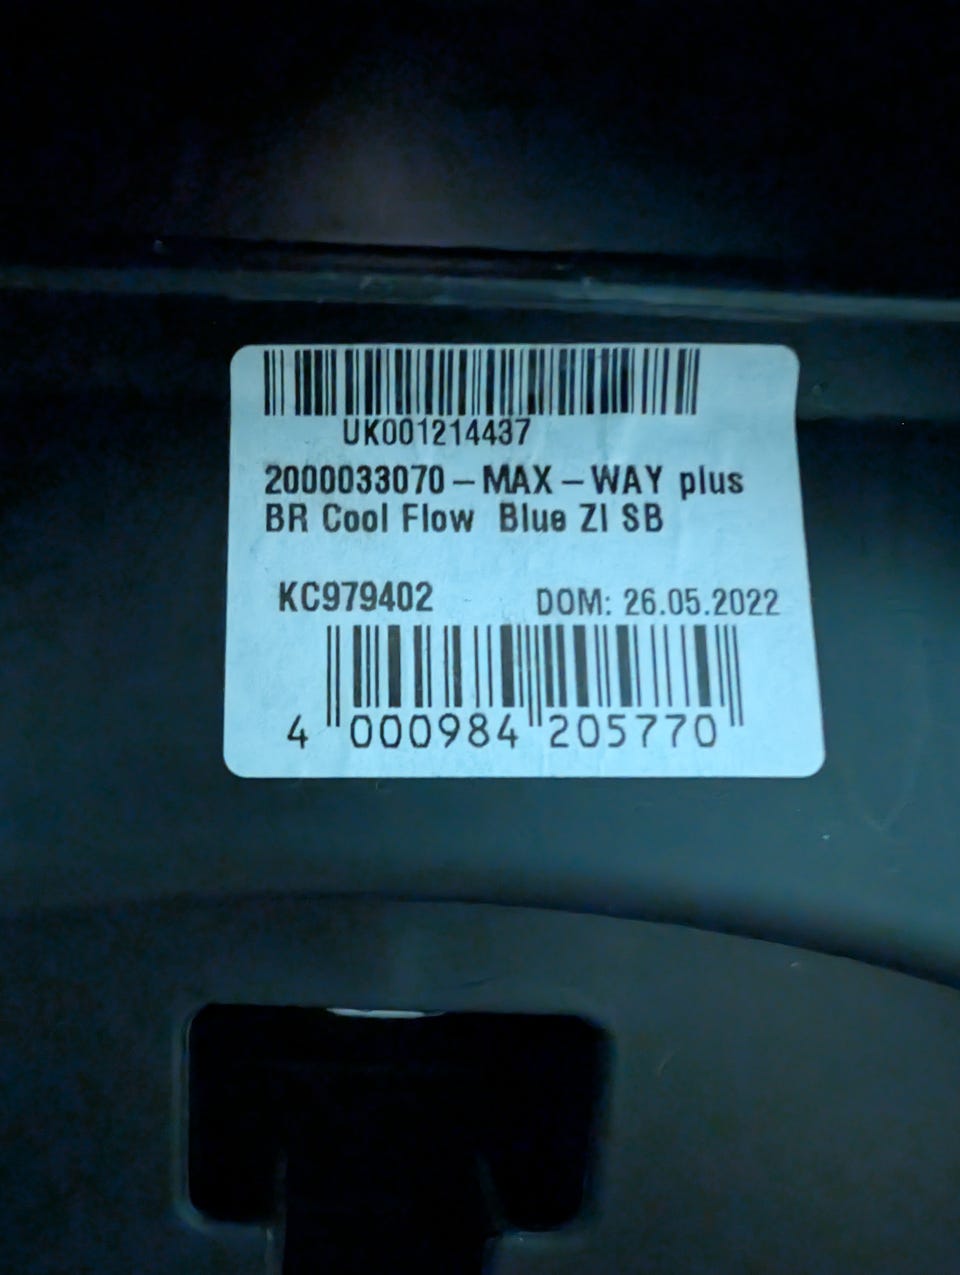 UK001214437
2000033070-MAX-WAY plus
BR Cool Flow Blue ZI SB
KC979402 DOM: 26.05.2022
4 000984 205770